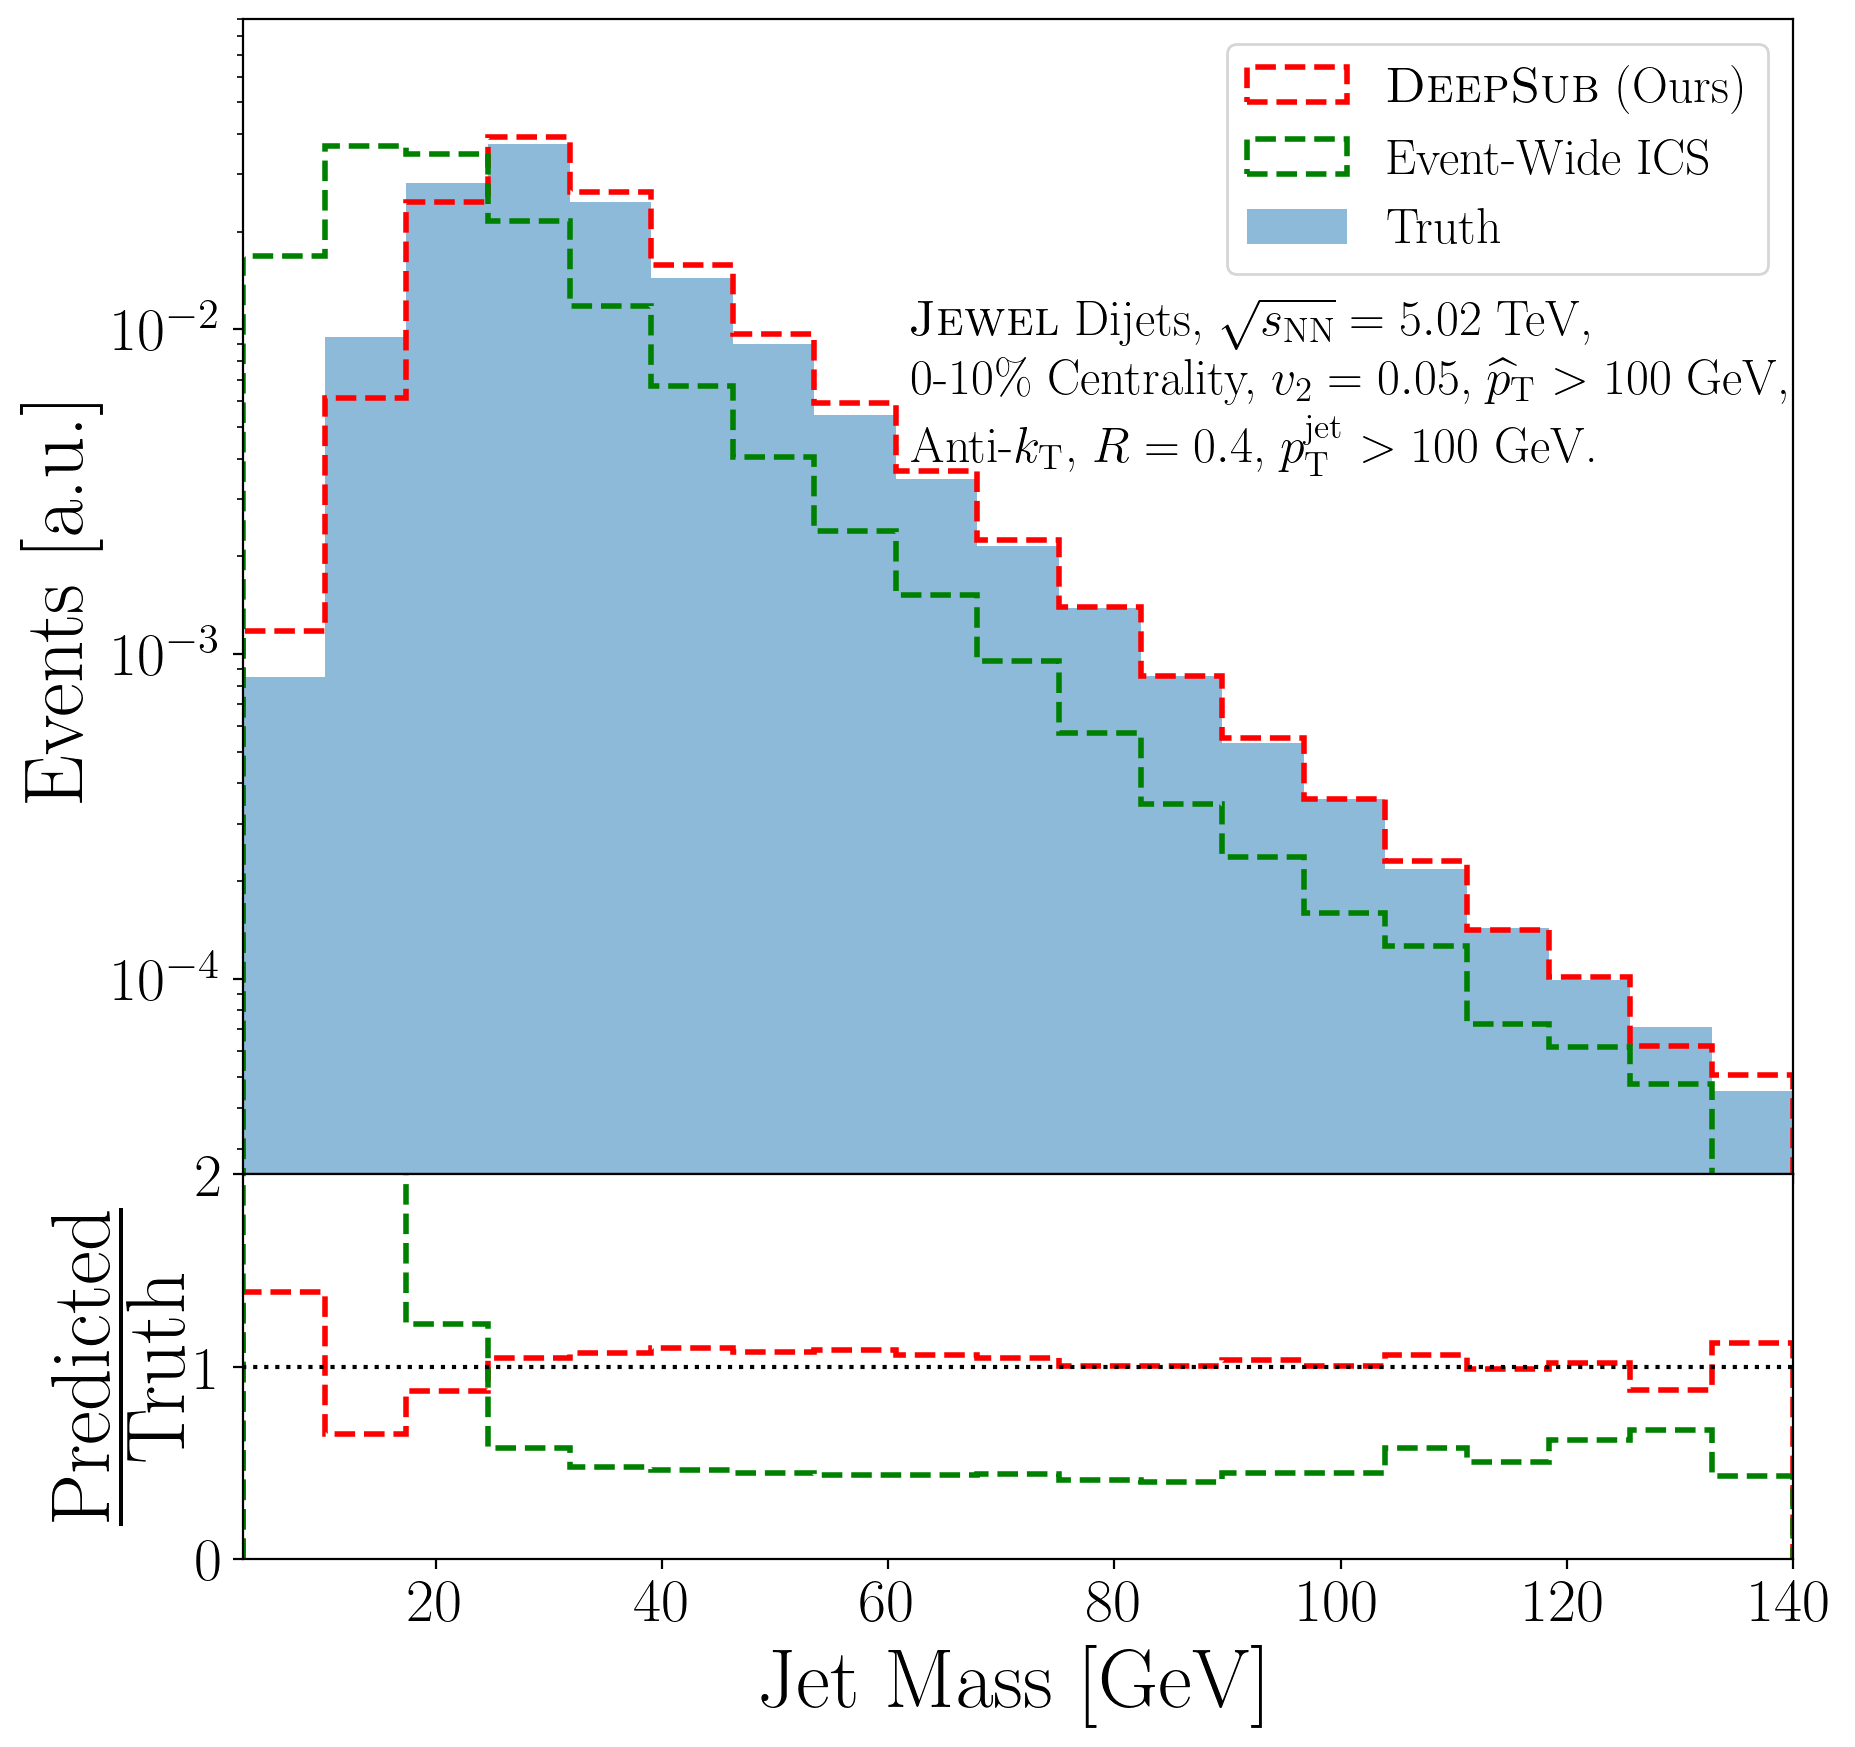 DEEPSUB (Ours)
Event-Wide ICS
Truth
JEWEL Dijets, √s_NN = 5.02 TeV,
0-10% Centrality, v₂ = 0.05, p̂_T > 100 GeV,
Anti-k_T, R = 0.4, p_T^jet > 100 GeV.
Events [a.u.]
10⁻²
10⁻³
10⁻⁴
Predicted
Truth
2
1
0
20 40 60 80 100 120 140
Jet Mass [GeV]